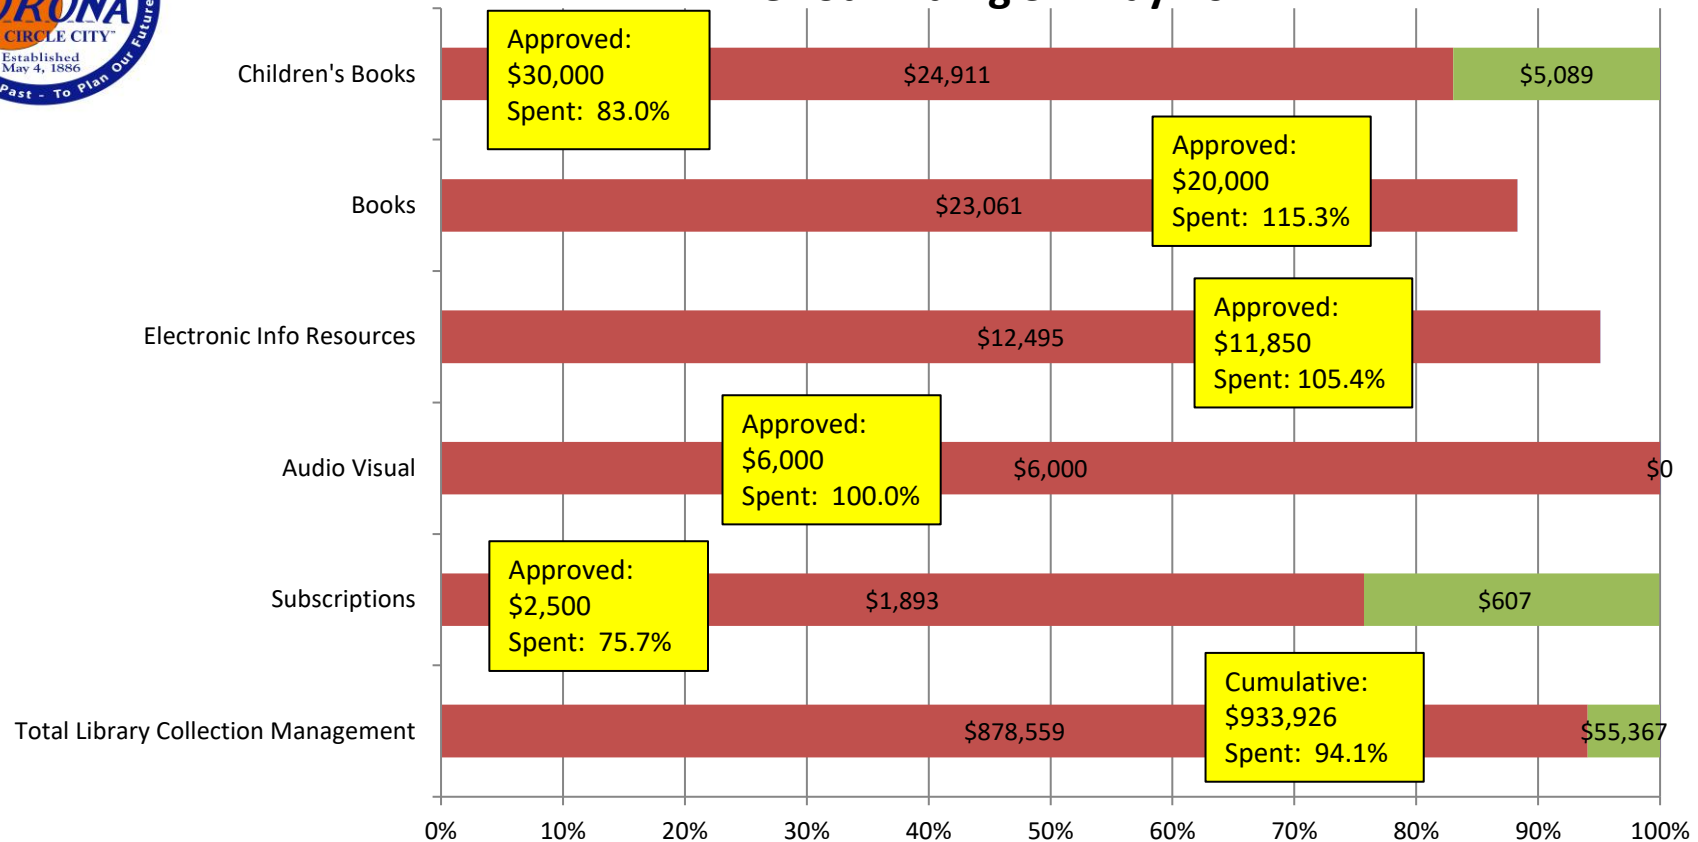 CIRCLE CITY™
Established
May 4, 1886
Past - To Plan Our Future
Approved:
$30,000
Spent: 83.0%
Children's Books
$24,911
$5,089
Approved:
$20,000
Spent: 115.3%
Books
$23,061
Approved:
$11,850
Spent: 105.4%
Electronic Info Resources
$12,495
Approved:
$6,000
Spent: 100.0%
Audio Visual
$6,000
$0
Approved:
$2,500
Spent: 75.7%
Subscriptions
$1,893
$607
Cumulative:
$933,926
Spent: 94.1%
Total Library Collection Management
$878,559
$55,367
0% 10% 20% 30% 40% 50% 60% 70% 80% 90% 100%